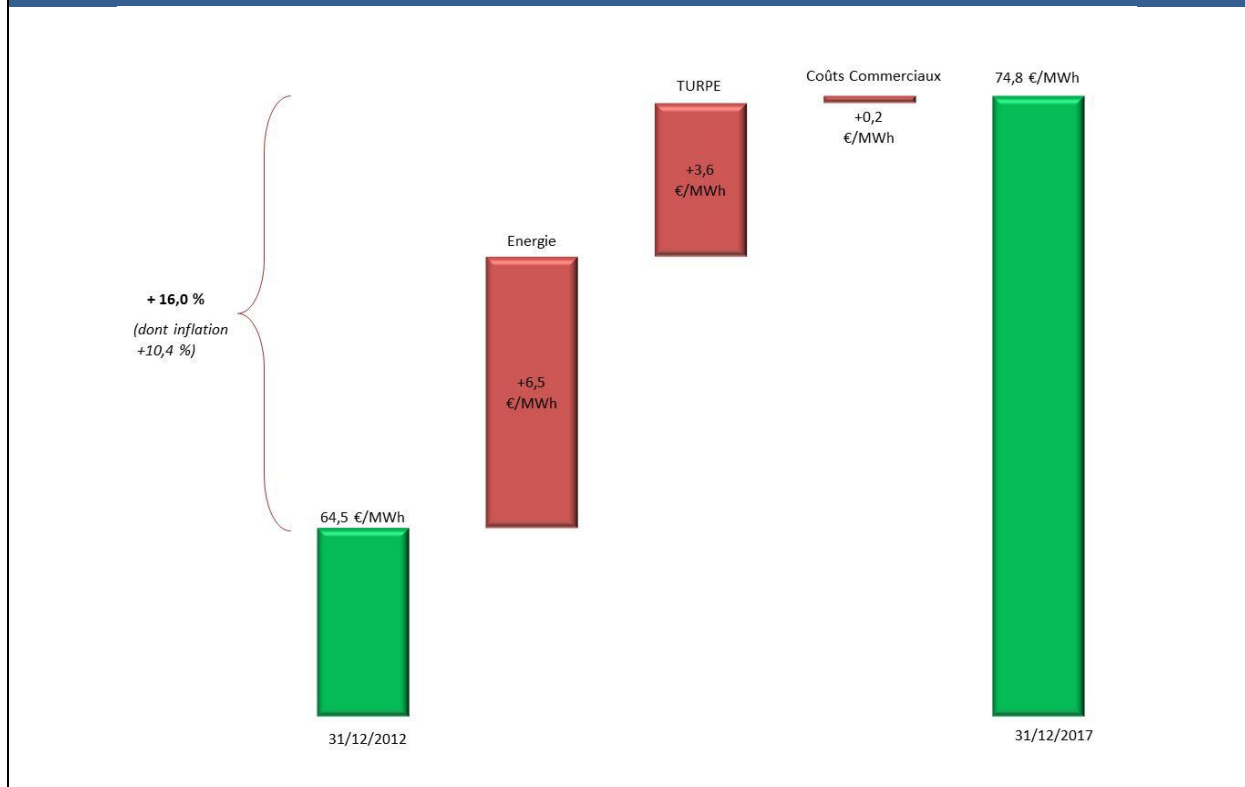 TURPE
Coûts Commerciaux
74,8 €/MWh
+0,2
€/MWh
+3,6
€/MWh
Energie
+ 16,0 %
(dont inflation
+10,4 %)
+6,5
€/MWh
64,5 €/MWh
31/12/2012
31/12/2017